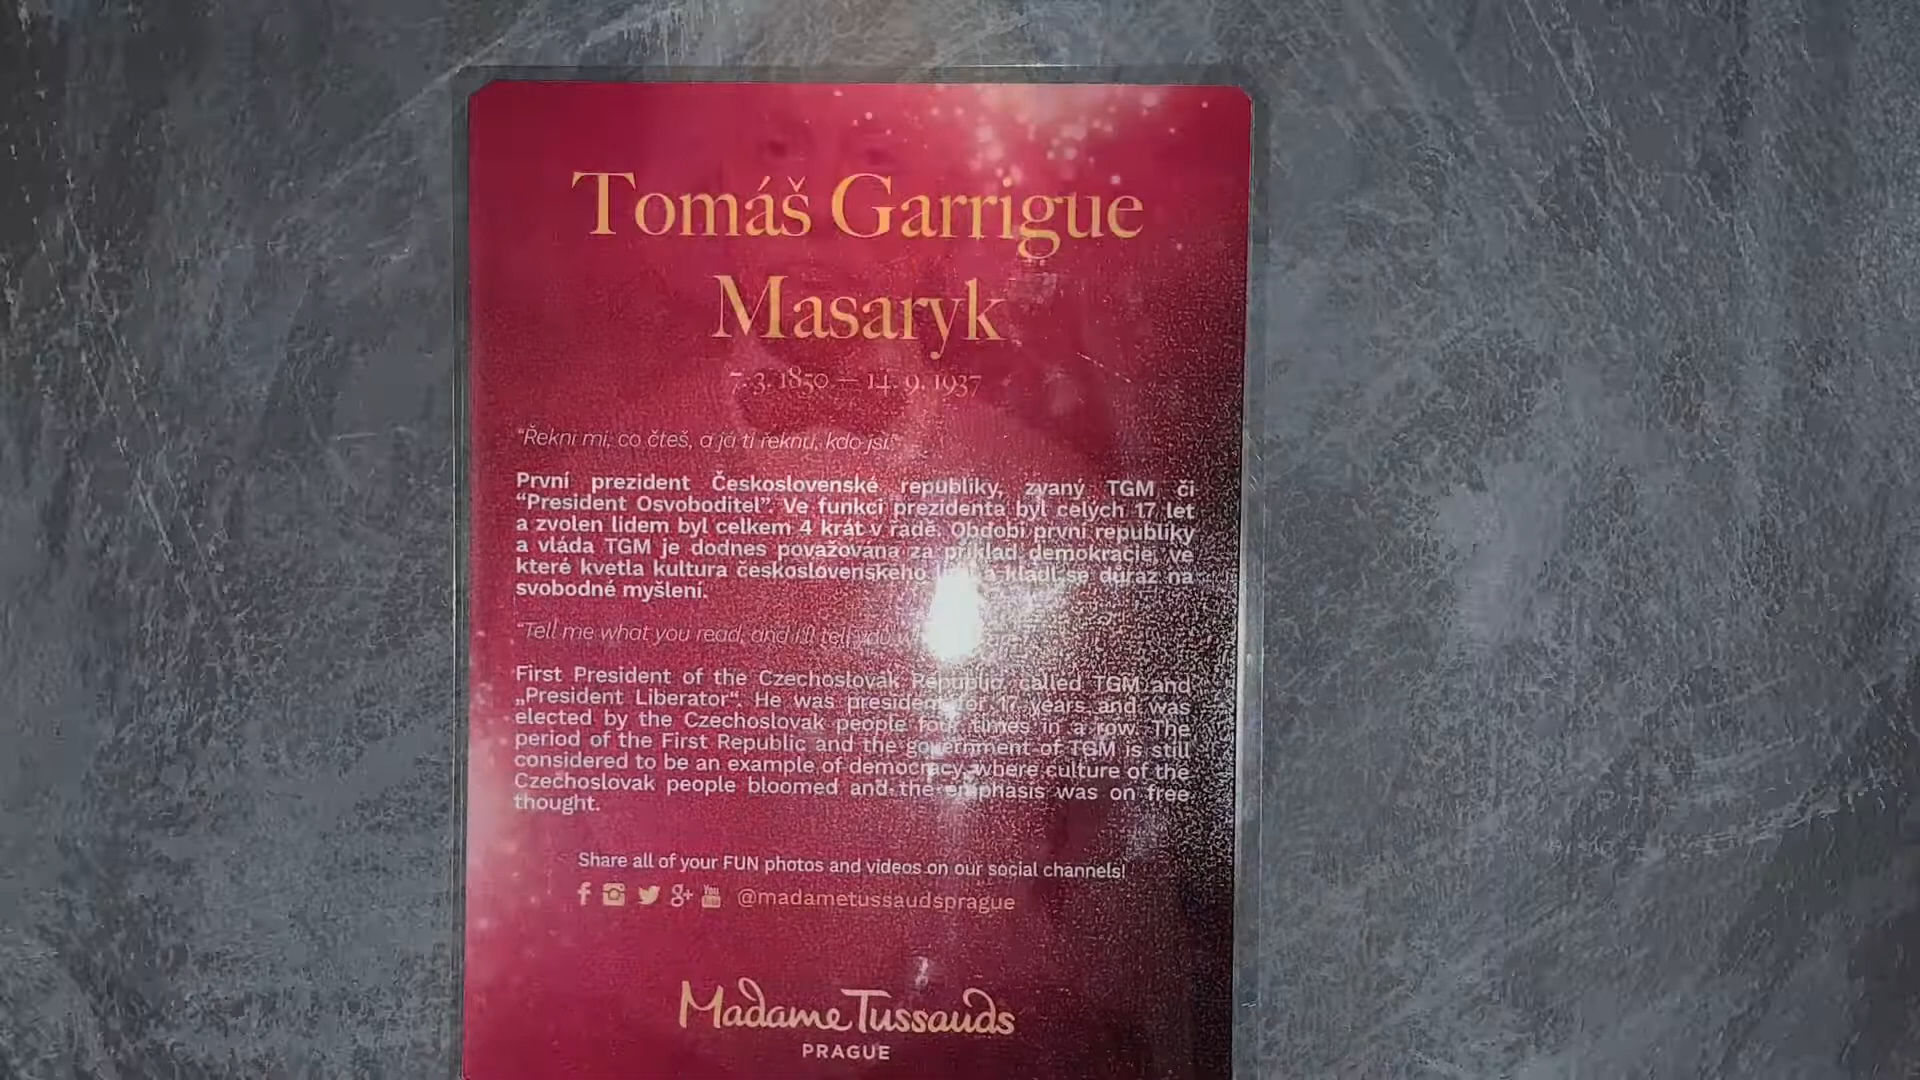 Tomáš Garrigue
Masaryk
7. 3. 1850 — 14. 9. 1937
“Řekni mi, co čteš, a já ti řeknu, kdo jsi.”
První prezident Československé republiky, zvaný TGM či
“President Osvoboditel”. Ve funkci prezidenta byl celých 17 let
a zvolen lidem byl celkem 4 krát v řadě. Období první republiky
a vláda TGM je dodnes považována za příklad demokracie, ve
které kvetla kultura československého a kladl se důraz na
svobodné myšlení.
“Tell me what you read, and I'll tell you
First President of the Czechoslovak Republic, called TGM and
„President Liberator“. He was president for 17 years and was
elected by the Czechoslovak people four times in a row. The
period of the First Republic and the government of TGM is still
considered to be an example of democracy, where culture of the
Czechoslovak people bloomed and the emphasis was on free
thought.
Share all of your FUN photos and videos on our social channels!
f g+ You Tube @madametussaudsprague
Madame Tussauds
PRAGUE